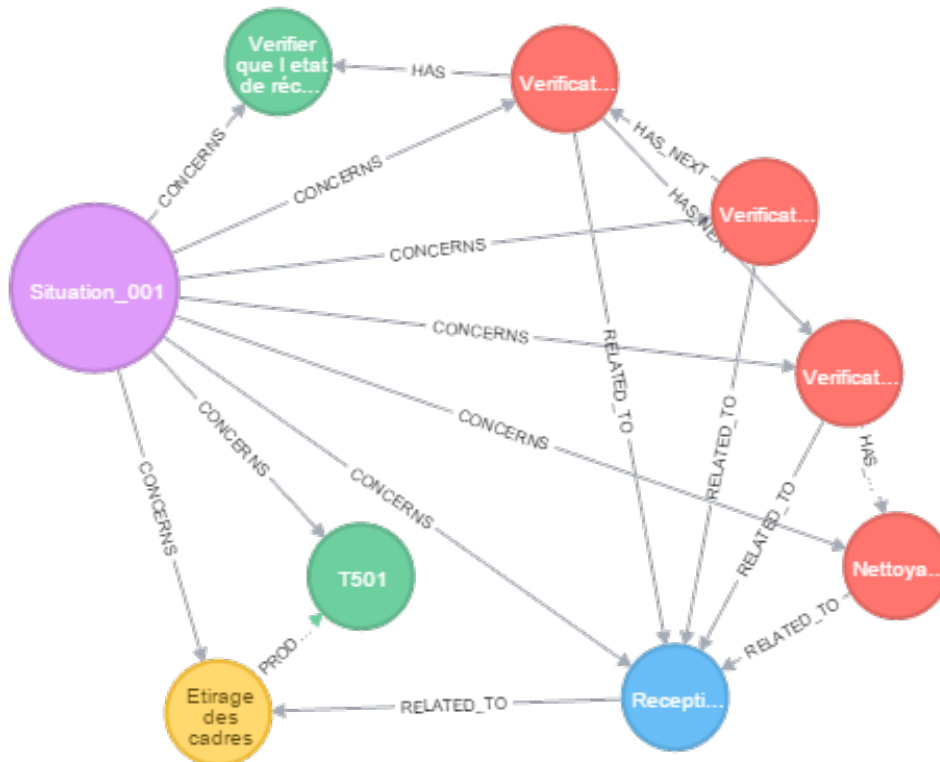 Verifier
que l etat
de réc...
HAS
Verificat...
CONCERNS
CONCERNS
HAS_NEXT
Verificat...
HAS_NEXT
CONCERNS
Situation_001
CONCERNS
RELATED_TO
Verificat...
CONCERNS
RELATED_TO
HAS_...
CONCERNS
CONCERNS
CONCERNS
RELATED_TO
T501
Nettoya...
RELATED_TO
PROD...
Etirage
des
cadres
RELATED_TO
Recepti...